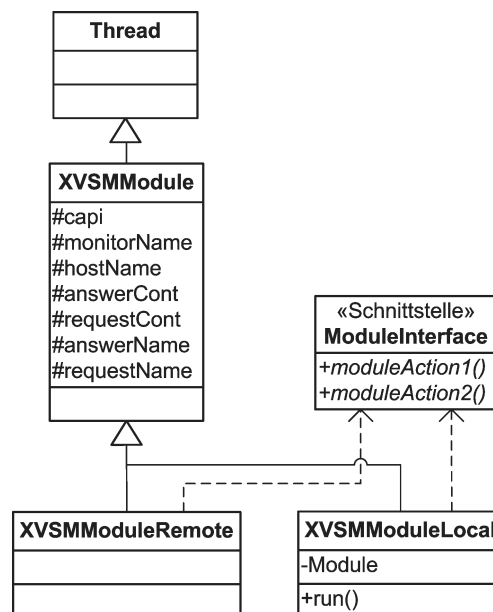 Thread
XVSMModule
#capi
#monitorName
#hostName
#answerCont
#requestCont
#answerName
#requestName
«Schnittstelle»
ModuleInterface
+moduleAction1()
+moduleAction2()
XVSMModuleRemote
XVSMModuleLocal
-Module
+run()